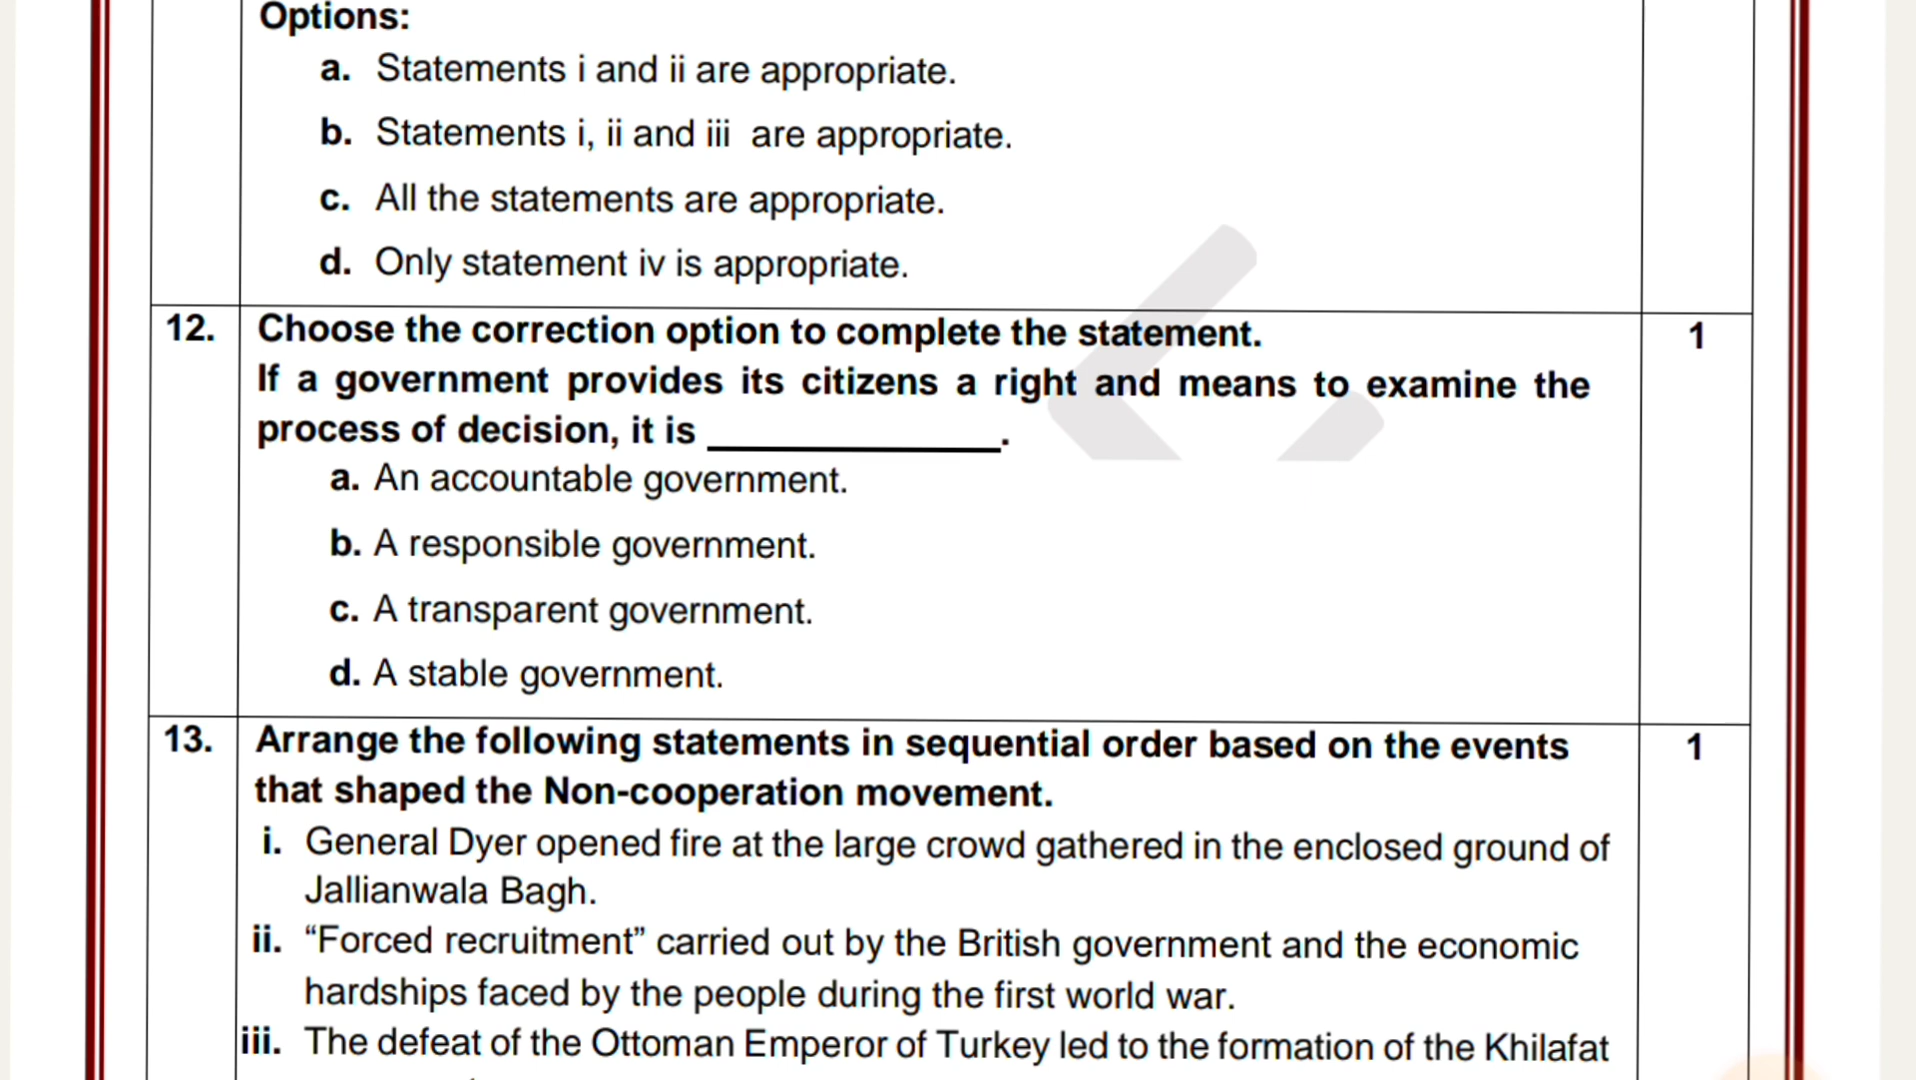 Options:
a. Statements i and ii are appropriate.
b. Statements i, ii and iii are appropriate.
c. All the statements are appropriate.
d. Only statement iv is appropriate.
12. Choose the correction option to complete the statement. 1
If a government provides its citizens a right and means to examine the
process of decision, it is ______________.
a. An accountable government.
b. A responsible government.
c. A transparent government.
d. A stable government.
13. Arrange the following statements in sequential order based on the events 1
that shaped the Non-cooperation movement.
i. General Dyer opened fire at the large crowd gathered in the enclosed ground of
Jallianwala Bagh.
ii. “Forced recruitment” carried out by the British government and the economic
hardships faced by the people during the first world war.
iii. The defeat of the Ottoman Emperor of Turkey led to the formation of the Khilafat